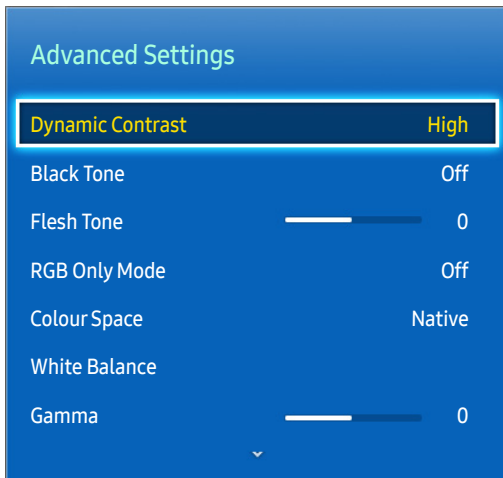 Advanced Settings
Dynamic Contrast High
Black Tone Off
Flesh Tone 0
RGB Only Mode Off
Colour Space Native
White Balance
Gamma 0